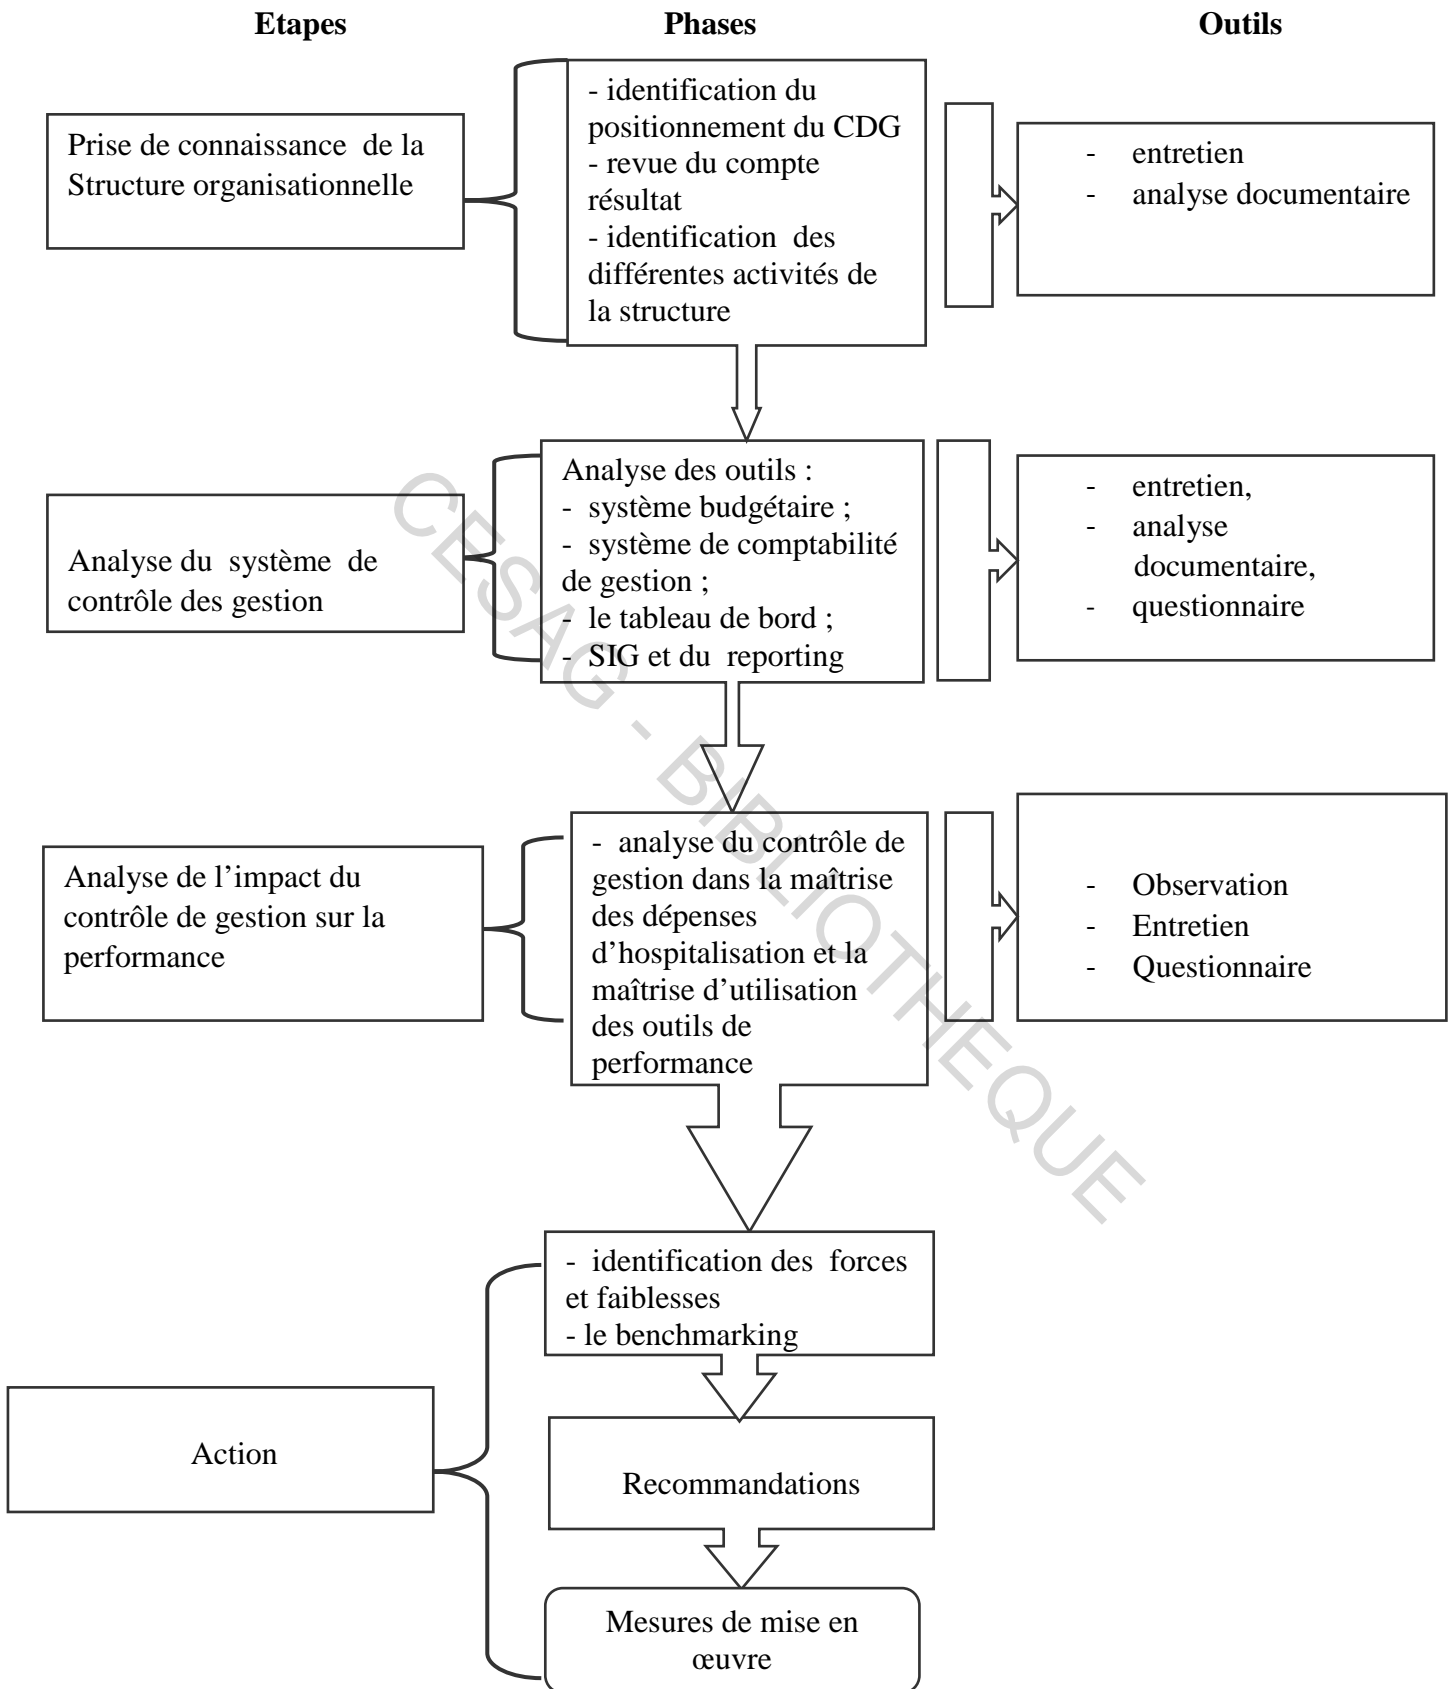 Etapes Phases Outils
Prise de connaissance de la
Structure organisationnelle
- identification du
positionnement du CDG
- revue du compte
résultat
- identification des
différentes activités de
la structure
- entretien
- analyse documentaire
Analyse du système de
contrôle des gestion
Analyse des outils :
- système budgétaire ;
- système de comptabilité
de gestion ;
- le tableau de bord ;
- SIG et du reporting
- entretien,
- analyse
documentaire,
- questionnaire
Analyse de l’impact du
contrôle de gestion sur la
performance
- analyse du contrôle de
gestion dans la maîtrise
des dépenses
d’hospitalisation et la
maîtrise d’utilisation
des outils de
performance
- Observation
- Entretien
- Questionnaire
Action
- identification des forces
et faiblesses
- le benchmarking
Recommandations
Mesures de mise en
œuvre
CESAG - BIBLIOTHEQUE